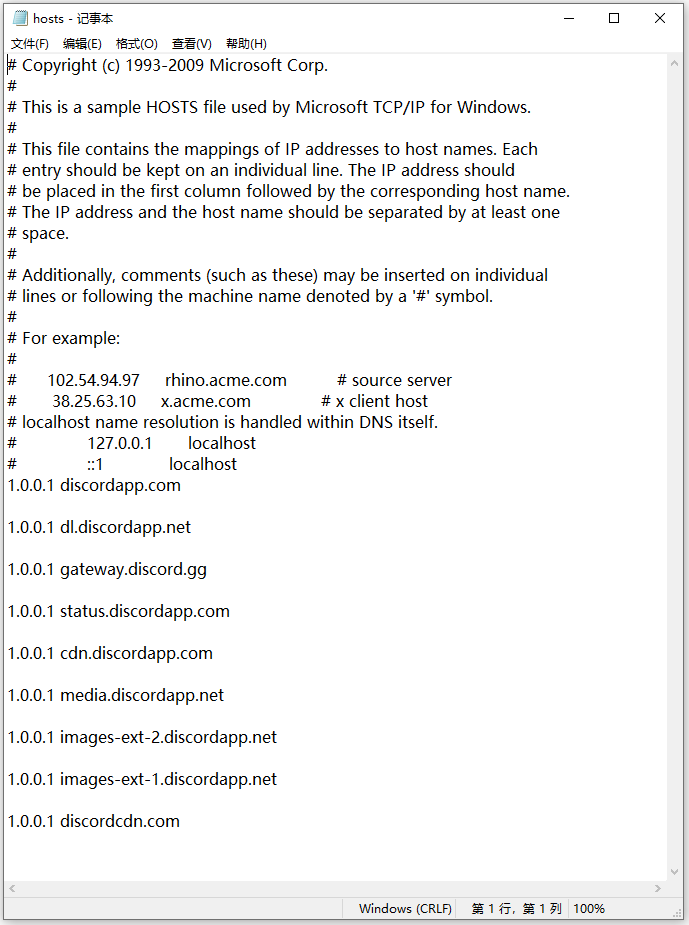 hosts - 记事本
文件(F) 编辑(E) 格式(O) 查看(V) 帮助(H)
# Copyright (c) 1993-2009 Microsoft Corp.
#
# This is a sample HOSTS file used by Microsoft TCP/IP for Windows.
#
# This file contains the mappings of IP addresses to host names. Each
# entry should be kept on an individual line. The IP address should
# be placed in the first column followed by the corresponding host name.
# The IP address and the host name should be separated by at least one
# space.
#
# Additionally, comments (such as these) may be inserted on individual
# lines or following the machine name denoted by a '#' symbol.
#
# For example:
#
# 102.54.94.97 rhino.acme.com # source server
# 38.25.63.10 x.acme.com # x client host
# localhost name resolution is handled within DNS itself.
# 127.0.0.1 localhost
# ::1 localhost
1.0.0.1 discordapp.com
1.0.0.1 dl.discordapp.net
1.0.0.1 gateway.discord.gg
1.0.0.1 status.discordapp.com
1.0.0.1 cdn.discordapp.com
1.0.0.1 media.discordapp.net
1.0.0.1 images-ext-2.discordapp.net
1.0.0.1 images-ext-1.discordapp.net
1.0.0.1 discordcdn.com
Windows (CRLF) 第 1 行，第 1 列 100%